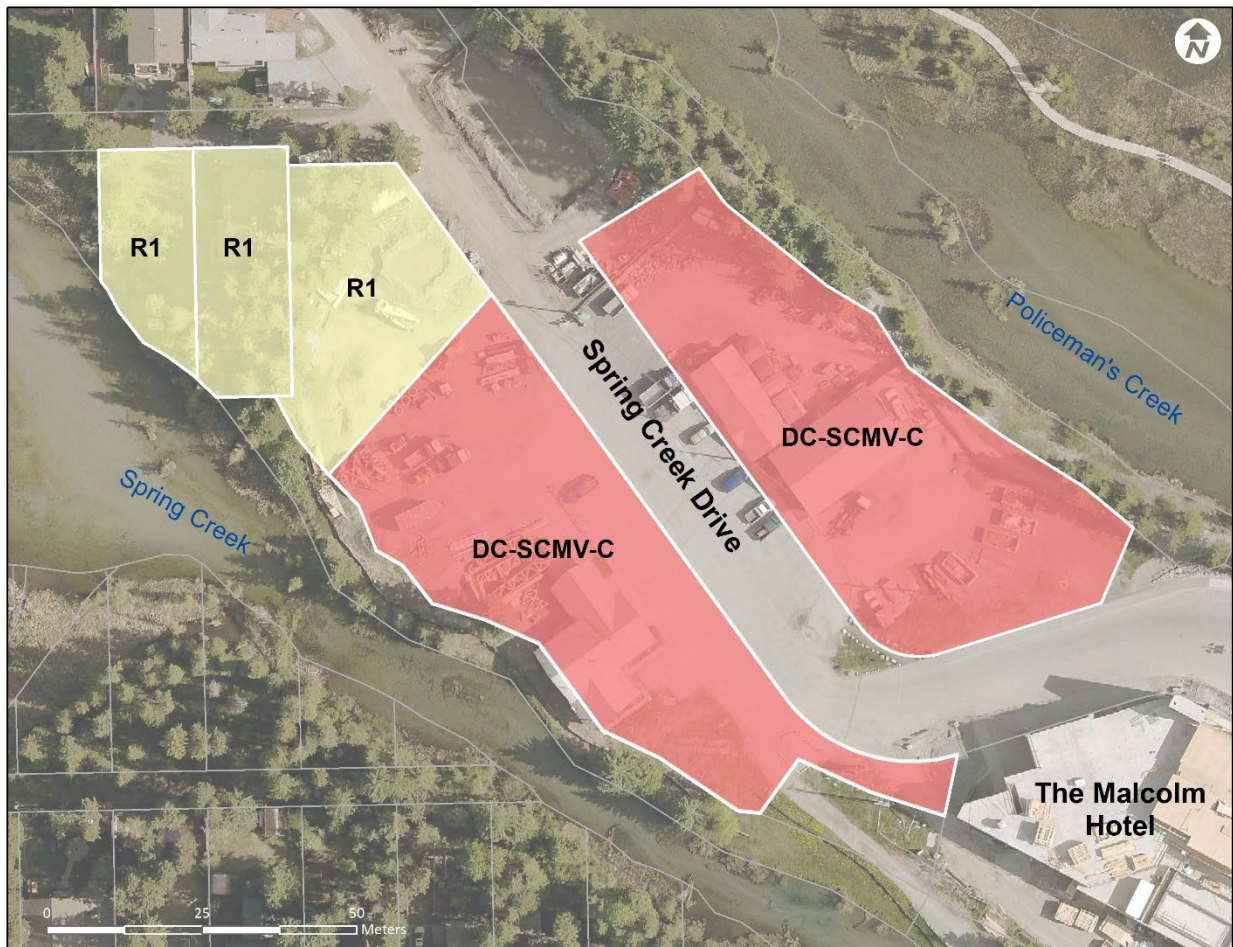 N
R1
R1
R1
Spring Creek Drive
Policeman's Creek
DC-SCMV-C
Spring Creek
DC-SCMV-C
The Malcolm
Hotel
0 25 50
Meters